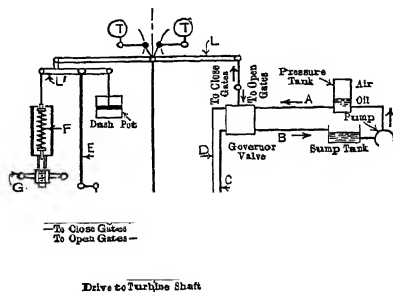 T
T
L
L'
To Close
Gates
To Open
Gates
Pressure
Tank
Air
Oil
A
Pump
F
Dash Pot
E
Governor
Valve
B
Sump Tank
D
C
G
To Close Gates
To Open Gates
Drive to Turbine Shaft